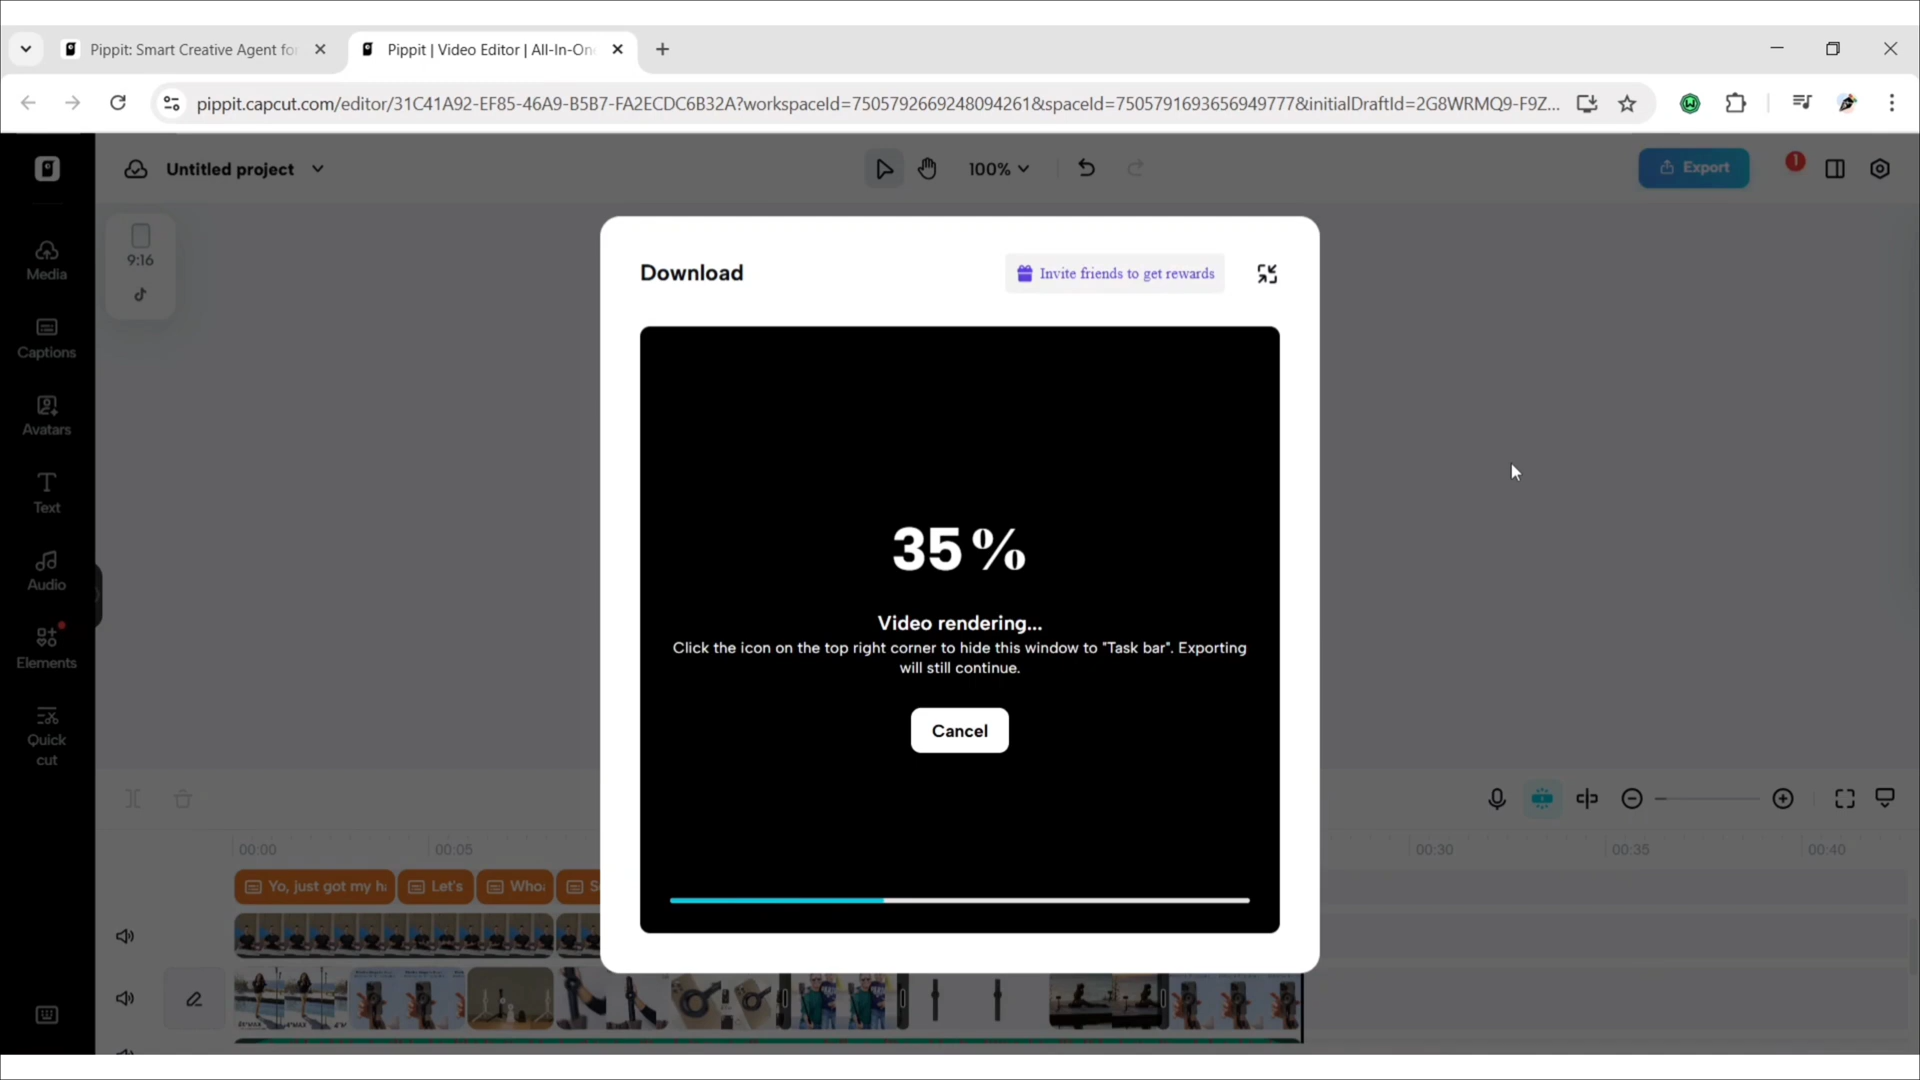 Pippit: Smart Creative Agent for
Pippit | Video Editor | All-In-One
pippit.capcut.com/editor/31C41A92-EF85-46A9-B5B7-FA2ECDC6B32A?workspaceId=7505792669248094261&spaceId=7505791693656949777&initialDraftId=2G8WRMQ9-F9Z...
Untitled project
100%
Export
1
9:16
Media
Captions
Avatars
Text
Audio
Elements
Quick
cut
Download
Invite friends to get rewards
35%
Video rendering...
Click the icon on the top right corner to hide this window to "Task bar". Exporting
will still continue.
Cancel
00:00
00:05
00:30
00:35
00:40
Yo, just got my ha
Let's
Whoa
S